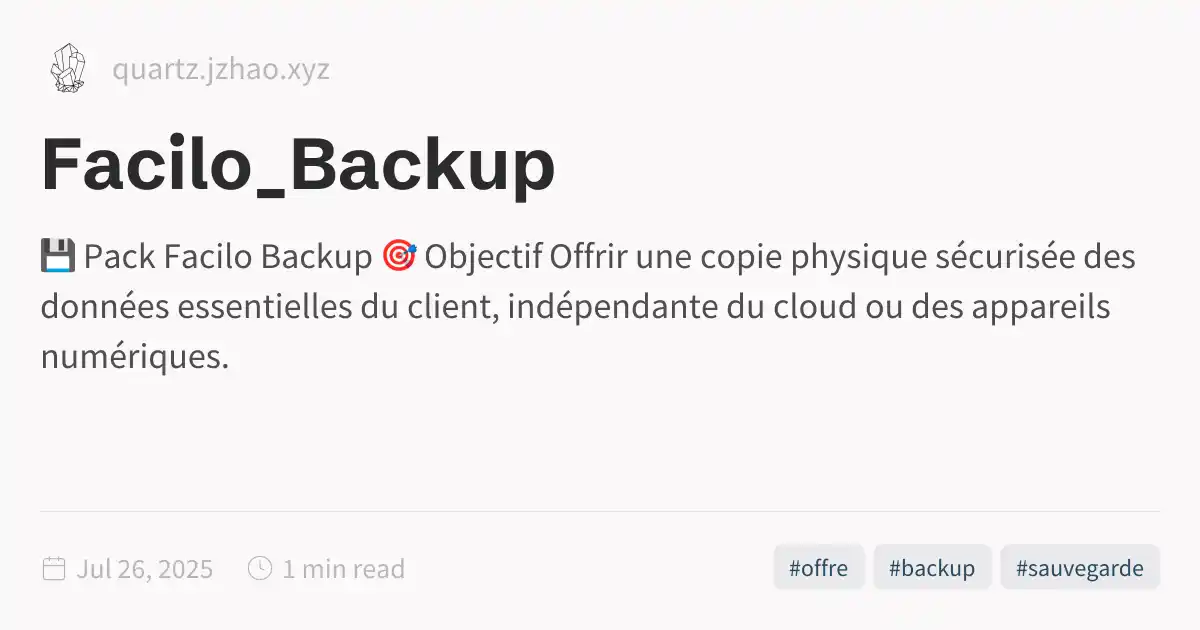 quartz.jzhao.xyz
Facilo_Backup
💾 Pack Facilo Backup 🎯 Objectif Offrir une copie physique sécurisée des
données essentielles du client, indépendante du cloud ou des appareils
numériques.
Jul 26, 2025 1 min read #offre #backup #sauvegarde